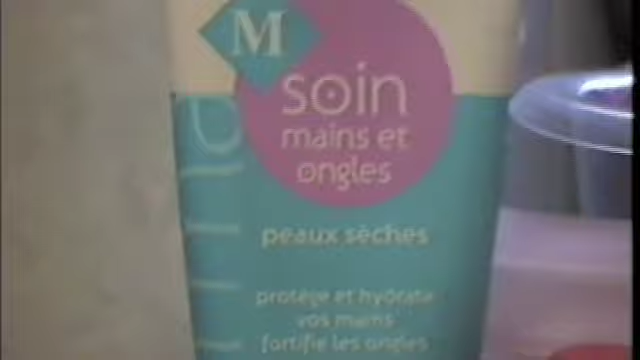 M
soin
mains et
ongles
peaux sèches
protège et hydrate
vos mains
fortifie les ongles